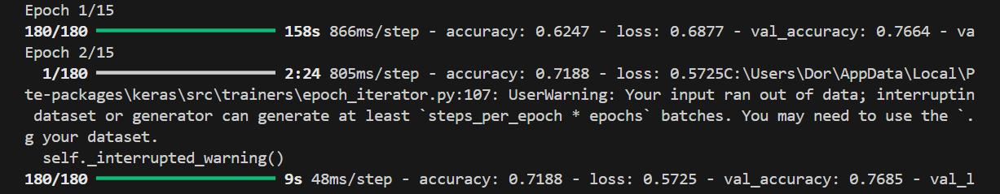 Epoch 1/15
180/180 158s 866ms/step - accuracy: 0.6247 - loss: 0.6877 - val_accuracy: 0.7664 - va
Epoch 2/15
1/180 2:24 805ms/step - accuracy: 0.7188 - loss: 0.5725C:\Users\Dor\AppData\Local\P
te-packages\keras\src\trainers\epoch_iterator.py:107: UserWarning: Your input ran out of data; interruptin
dataset or generator can generate at least `steps_per_epoch * epochs` batches. You may need to use the `.
g your dataset.
self._interrupted_warning()
180/180 9s 48ms/step - accuracy: 0.7188 - loss: 0.5725 - val_accuracy: 0.7685 - val_l